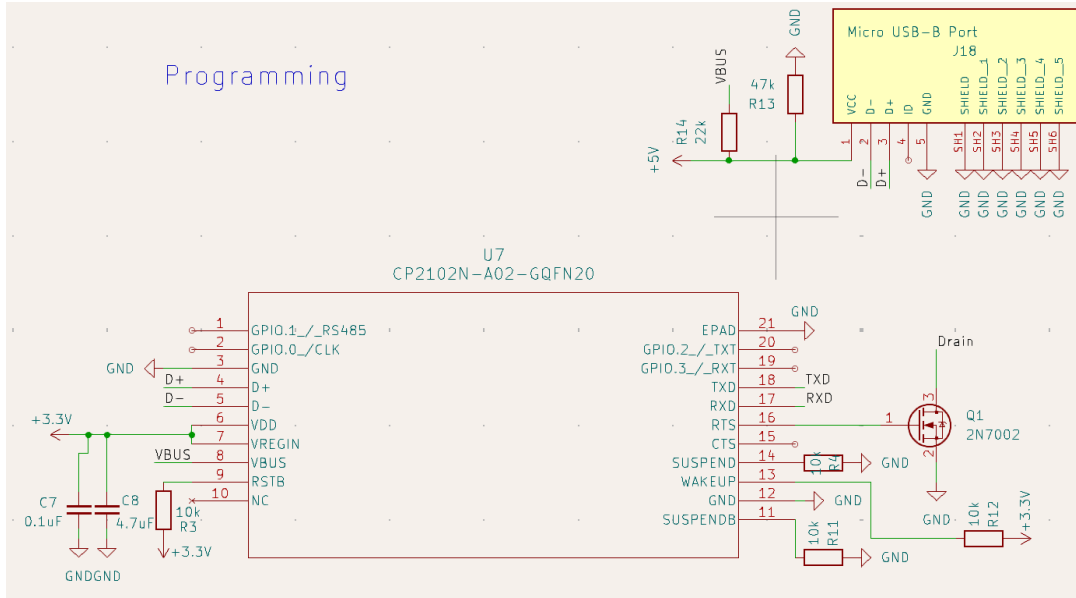 Programming
VBUS
R14
22k
+5V
GND
47k
R13
Micro USB-B Port
J18
VCC
D-
D+
ID
GND
SHIELD
SHIELD_1
SHIELD_2
SHIELD_3
SHIELD_4
SHIELD_5
1
2
3
4
5
SH1
SH2
SH3
SH4
SH5
SH6
D-
D+
GND
GND
GND
GND
GND
GND
GND
U7
CP2102N-A02-GQFN20
1 GPIO.1_/_RS485
2 GPIO.0_/CLK
GND 3 GND
D+ 4 D+
D- 5 D-
6 VDD
+3.3V
7 VREGIN
VBUS 8 VBUS
9 RSTB
10 NC
C7
0.1uF
C8
4.7uF
GND
GND
10k
R3
+3.3V
EPAD 21 GND
GPIO.2_/_TXT 20
GPIO.3_/_RXT 19
TXD 18 TXD
RXD 17 RXD
RTS 16
CTS 15
SUSPEND 14 10k R4 GND
WAKEUP 13
GND 12 GND
SUSPENDB 11
10k
R11
GND
Drain
3
1
2
Q1
2N7002
GND
10k
R12
+3.3V